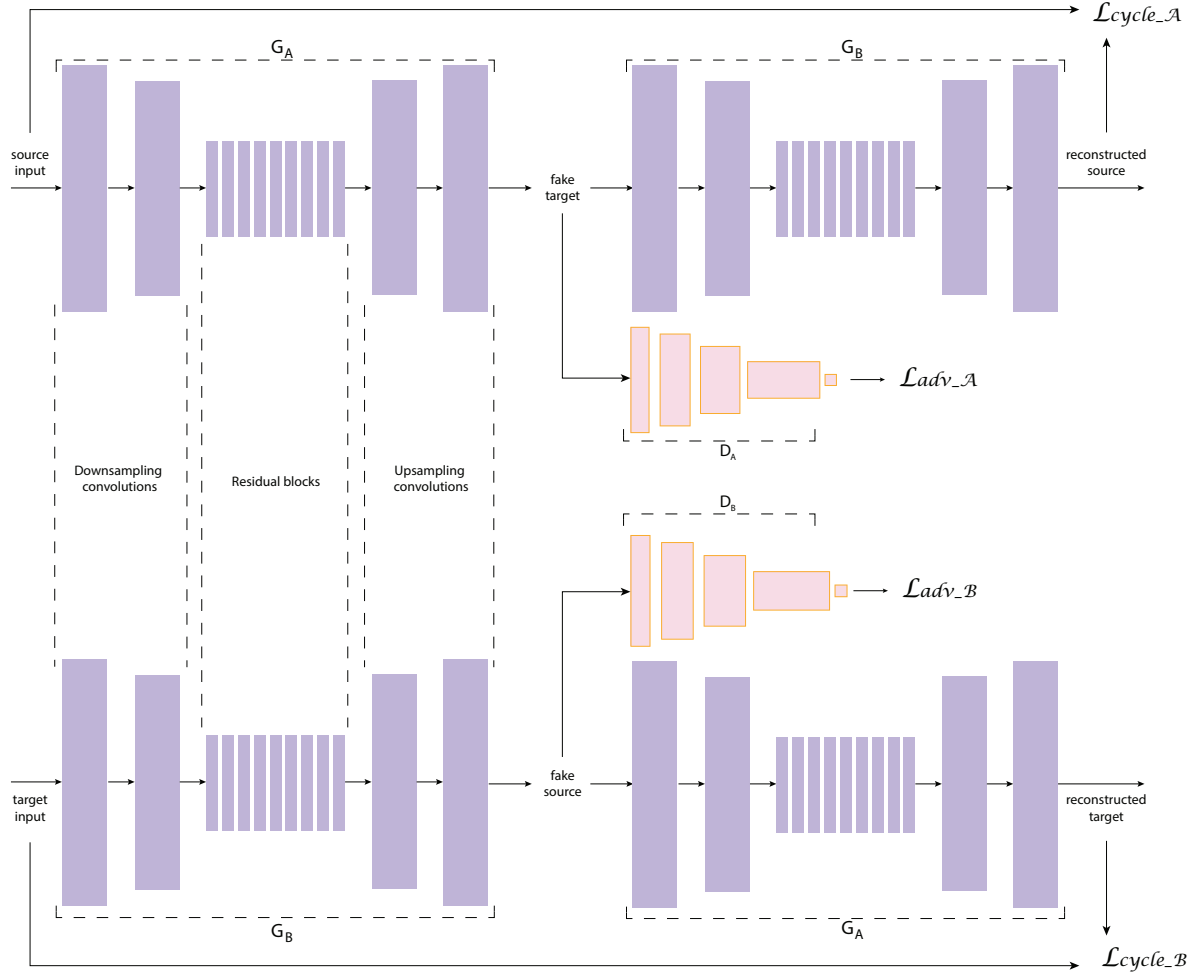 𝓛cycle_A
G_A
G_B
source
input
fake
target
reconstructed
source
𝓛adv_A
D_A
Downsampling
convolutions
Residual blocks
Upsampling
convolutions
D_B
𝓛adv_B
target
input
fake
source
reconstructed
target
G_B
G_A
𝓛cycle_B